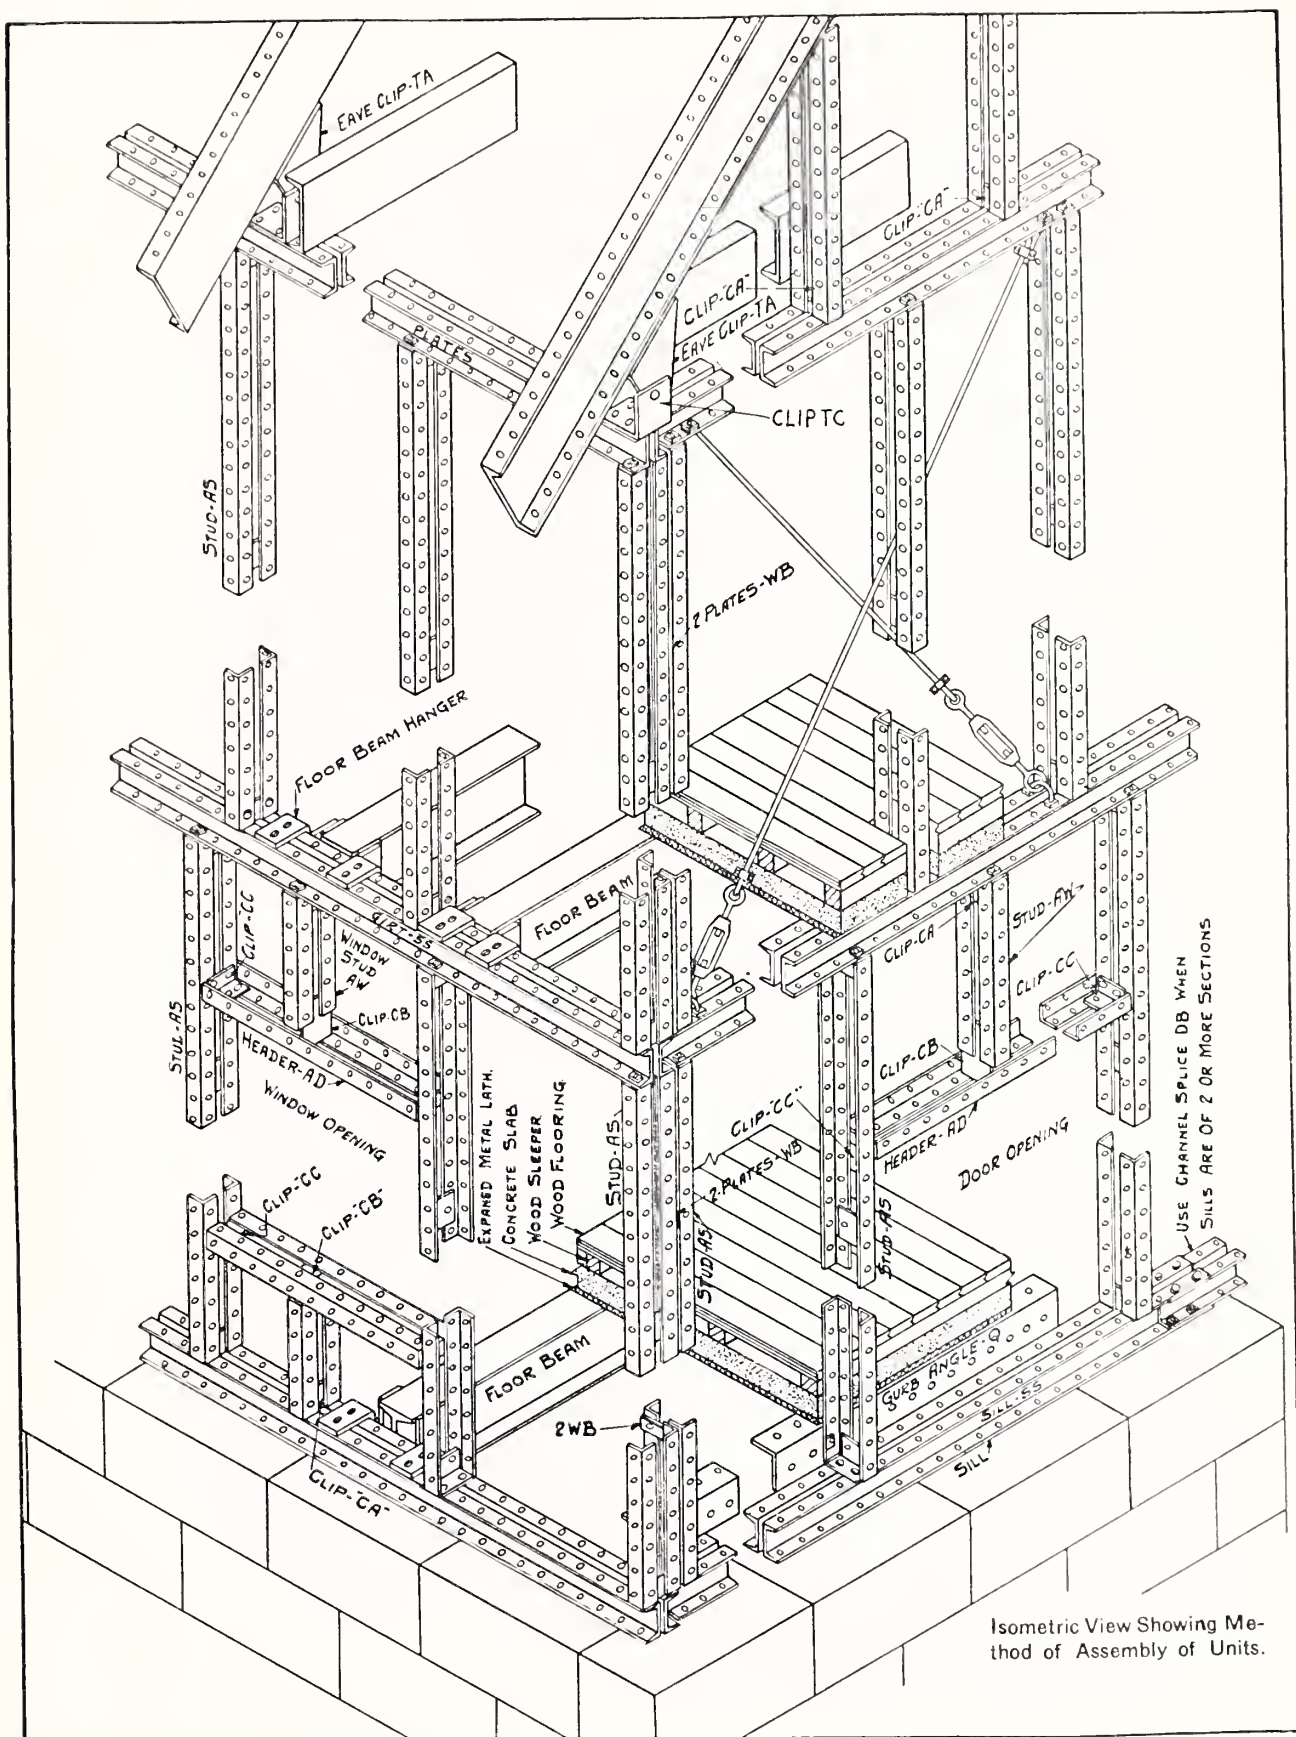 EAVE CLIP-TA
CLIP-"CA"
CLIP-"CA"
EAVE CLIP-TA
PLATES
CLIP TC
STUD-AS
2 PLATES-WB
FLOOR BEAM HANGER
FLOOR BEAM
GIRT-SS
CLIP-CC
WINDOW
STUD
AW
CLIP-CB
STUD-AS
HEADER-AD
WINDOW OPENING
CLIP-CA
STUD-AW
CLIP-CC
CLIP-CB
CLIP-"CC"
HEADER-AD
DOOR OPENING
USE CHANNEL SPLICE DB WHEN
SILLS ARE OF 2 OR MORE SECTIONS
EXPANED METAL LATH.
CONCRETE SLAB
WOOD SLEEPER
WOOD FLOORING.
STUD-AS
2-PLATES-WB
STUD-AS
STUD-AS
CLIP-"CC
CLIP-"CB"
FLOOR BEAM
CURB ANGLE-Q
SILL-SS
SILL
2WB
CLIP-"CA"
Isometric View Showing Me-
thod of Assembly of Units.